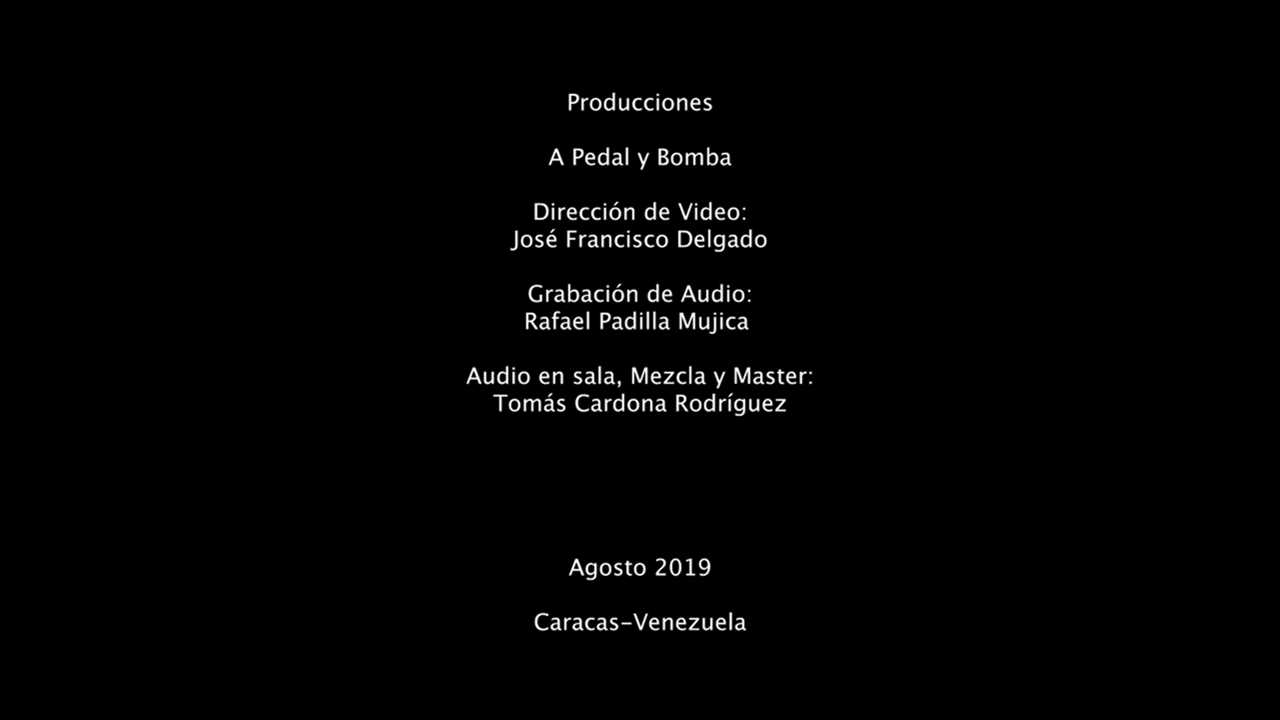 Producciones
A Pedal y Bomba
Dirección de Video:
José Francisco Delgado
Grabación de Audio:
Rafael Padilla Mujica
Audio en sala, Mezcla y Master:
Tomás Cardona Rodríguez
Agosto 2019
Caracas-Venezuela